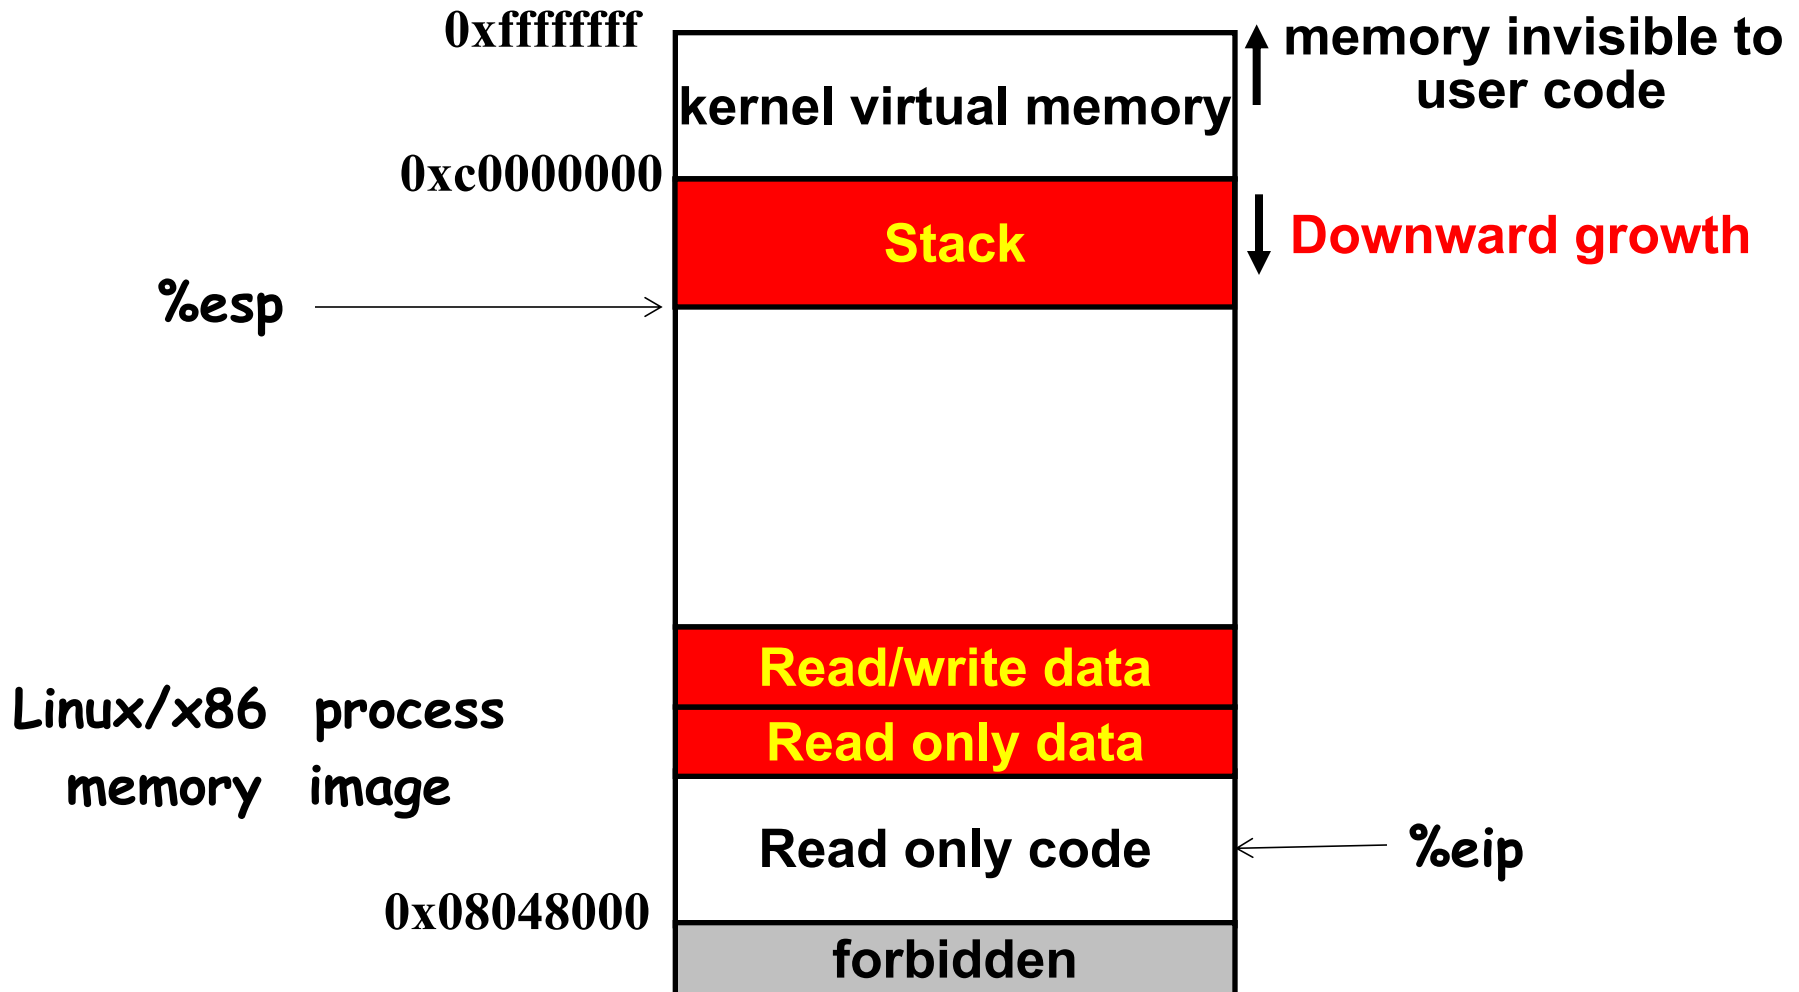 0xffffffff
memory invisible to
user code
kernel virtual memory
0xc0000000
Stack
Downward growth
%esp
Read/write data
Linux/x86 process
memory image
Read only data
Read only code
%eip
0x08048000
forbidden